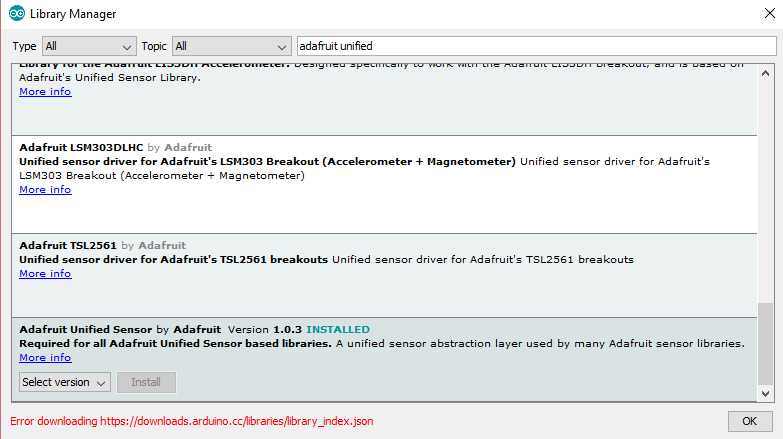 Library Manager
Type All Topic All adafruit unified
Library for the Adafruit LIS3DH Accelerometer. Designed specifically to work with the Adafruit LIS3DH Breakout, and is based on
Adafruit's Unified Sensor Library.
More info
Adafruit LSM303DLHC by Adafruit
Unified sensor driver for Adafruit's LSM303 Breakout (Accelerometer + Magnetometer) Unified sensor driver for Adafruit's
LSM303 Breakout (Accelerometer + Magnetometer)
More info
Adafruit TSL2561 by Adafruit
Unified sensor driver for Adafruit's TSL2561 breakouts Unified sensor driver for Adafruit's TSL2561 breakouts
More info
Adafruit Unified Sensor by Adafruit Version 1.0.3 INSTALLED
Required for all Adafruit Unified Sensor based libraries. A unified sensor abstraction layer used by many Adafruit sensor libraries.
More info
Select version Install
Error downloading https://downloads.arduino.cc/libraries/library_index.json OK